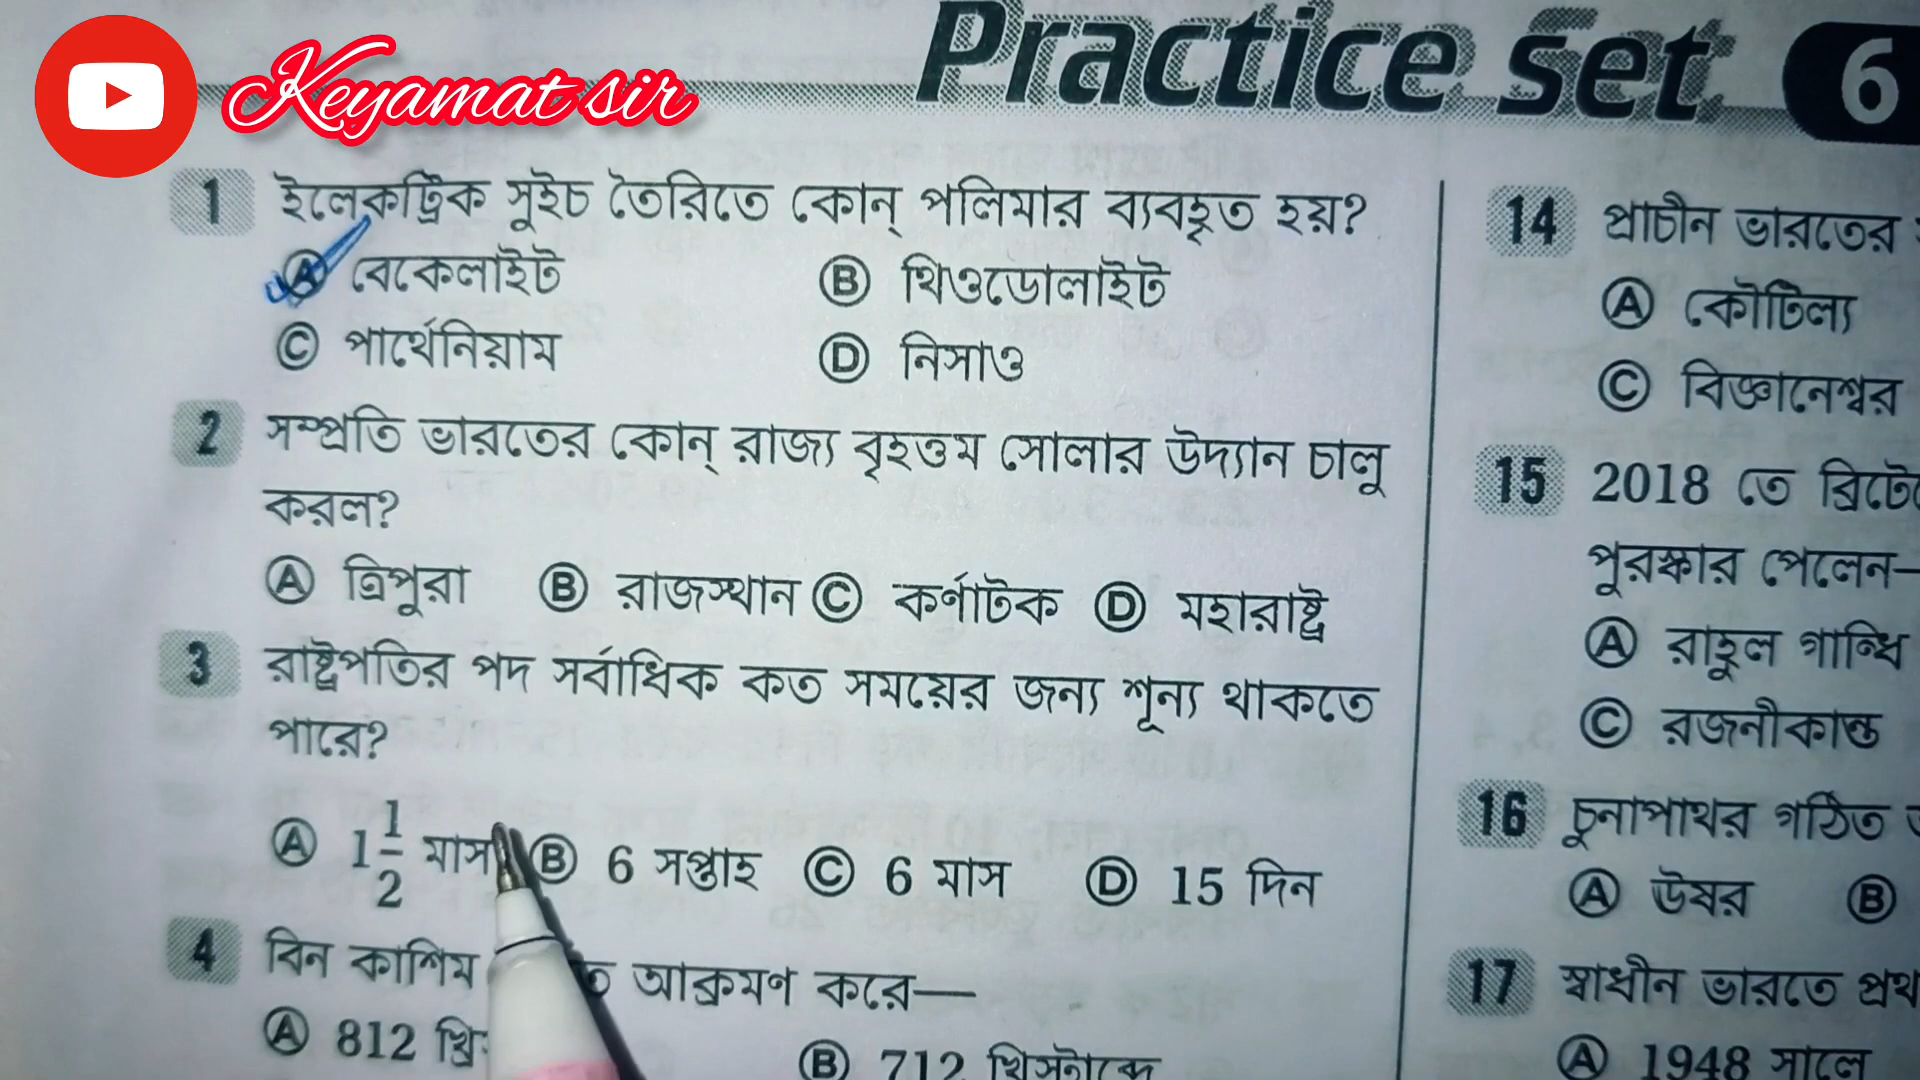 Keyamat sir
Practice Set 6
1 ইলেকট্রিক সুইচ তৈরিতে কোন্ পলিমার ব্যবহৃত হয়?
A বেকেলাইট B থিওডোলাইট
C পার্থেনিয়াম D নিসাও
2 সম্প্রতি ভারতের কোন্ রাজ্য বৃহত্তম সোলার উদ্যান চালু
করল?
A ত্রিপুরা B রাজস্থান C কর্ণাটক D মহারাষ্ট্র
3 রাষ্ট্রপতির পদ সর্বাধিক কত সময়ের জন্য শূন্য থাকতে
পারে?
A 1 1/2 মাস B 6 সপ্তাহ C 6 মাস D 15 দিন
4 বিন কাশিম আক্রমণ করে—
A 812 B 712 খ্রিস্টাব্দে
14 প্রাচীন ভারতের
A কৌটিল্য
C বিজ্ঞানেশ্বর
15 2018 তে
পুরস্কার পেলেন—
A রাহুল গান্ধি
C রজনীকান্ত
16 চুনাপাথর গঠিত
A ঊষর B
17 স্বাধীন ভারতে
A 1948 সালে